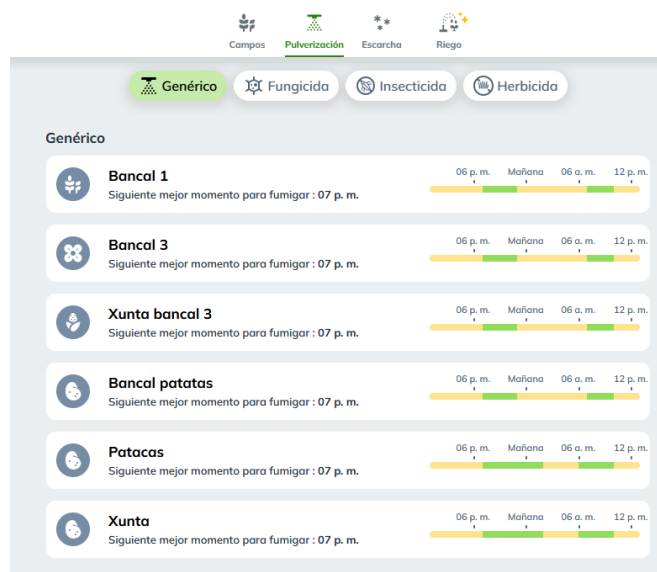 Campos Pulverización Escarcha Riego
Genérico Fungicida Insecticida Herbicida
Genérico
Bancal 1
Siguiente mejor momento para fumigar : 07 p. m.
06 p. m. Mañana 06 a. m. 12 p. m.
Bancal 3
Siguiente mejor momento para fumigar : 07 p. m.
06 p. m. Mañana 06 a. m. 12 p. m.
Xunta bancal 3
Siguiente mejor momento para fumigar : 07 p. m.
06 p. m. Mañana 06 a. m. 12 p. m.
Bancal patatas
Siguiente mejor momento para fumigar : 07 p. m.
06 p. m. Mañana 06 a. m. 12 p. m.
Patacas
Siguiente mejor momento para fumigar : 07 p. m.
06 p. m. Mañana 06 a. m. 12 p. m.
Xunta
Siguiente mejor momento para fumigar : 07 p. m.
06 p. m. Mañana 06 a. m. 12 p. m.